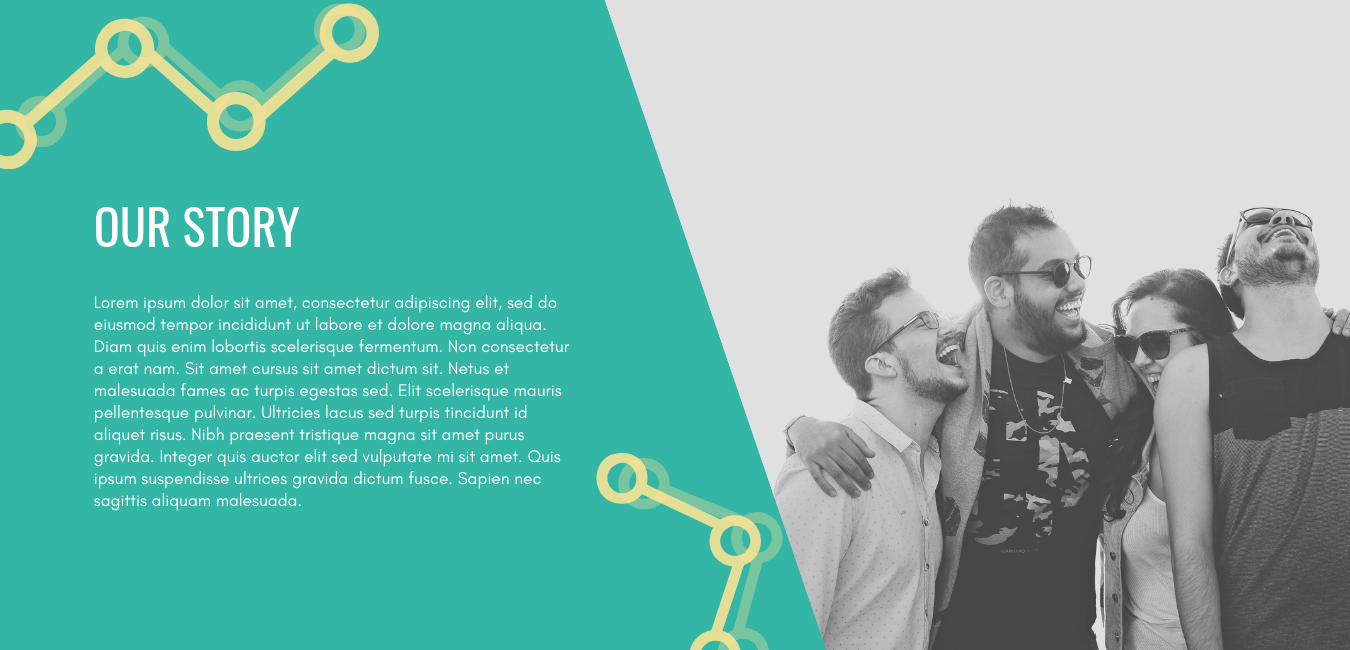 OUR STORY
Lorem ipsum dolor sit amet, consectetur adipiscing elit, sed do
eiusmod tempor incididunt ut labore et dolore magna aliqua.
Diam quis enim lobortis scelerisque fermentum. Non consectetur
a erat nam. Sit amet cursus sit amet dictum sit. Netus et
malesuada fames ac turpis egestas sed. Elit scelerisque mauris
pellentesque pulvinar. Ultricies lacus sed turpis tincidunt id
aliquet risus. Nibh praesent tristique magna sit amet purus
gravida. Integer quis auctor elit sed vulputate mi sit amet. Quis
ipsum suspendisse ultrices gravida dictum fusce. Sapien nec
sagittis aliquam malesuada.